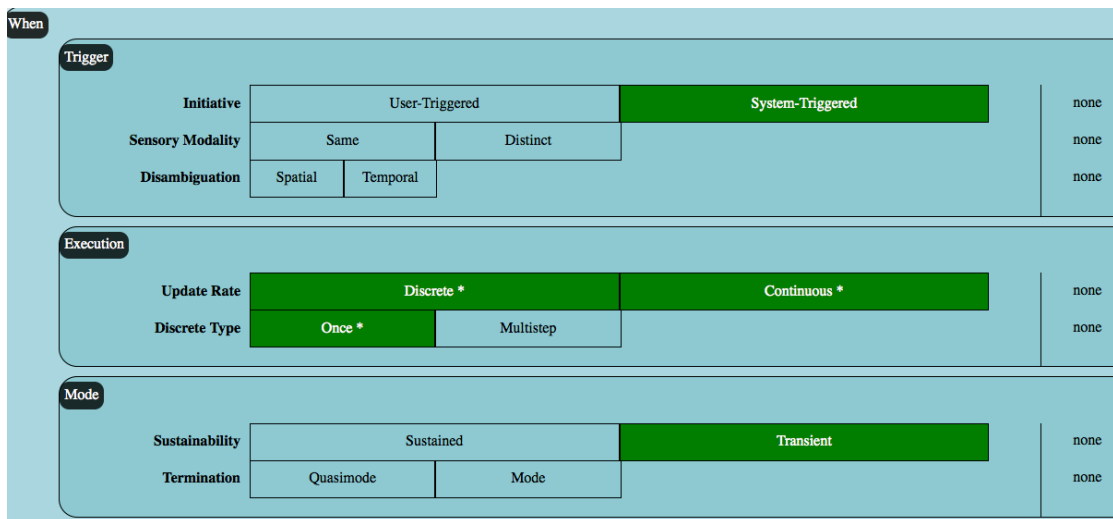 When
Trigger
Initiative User-Triggered System-Triggered none
Sensory Modality Same Distinct none
Disambiguation Spatial Temporal none
Execution
Update Rate Discrete * Continuous * none
Discrete Type Once * Multistep none
Mode
Sustainability Sustained Transient none
Termination Quasimode Mode none